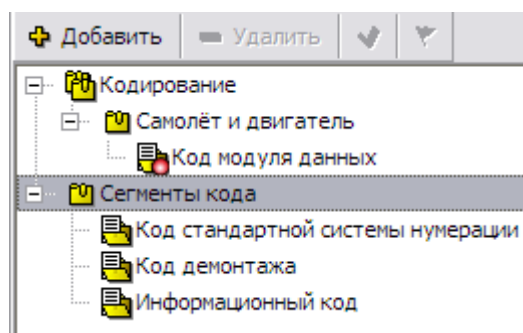 Добавить Удалить
Кодирование
Самолёт и двигатель
Код модуля данных
Сегменты кода
Код стандартной системы нумерации
Код демонтажа
Информационный код